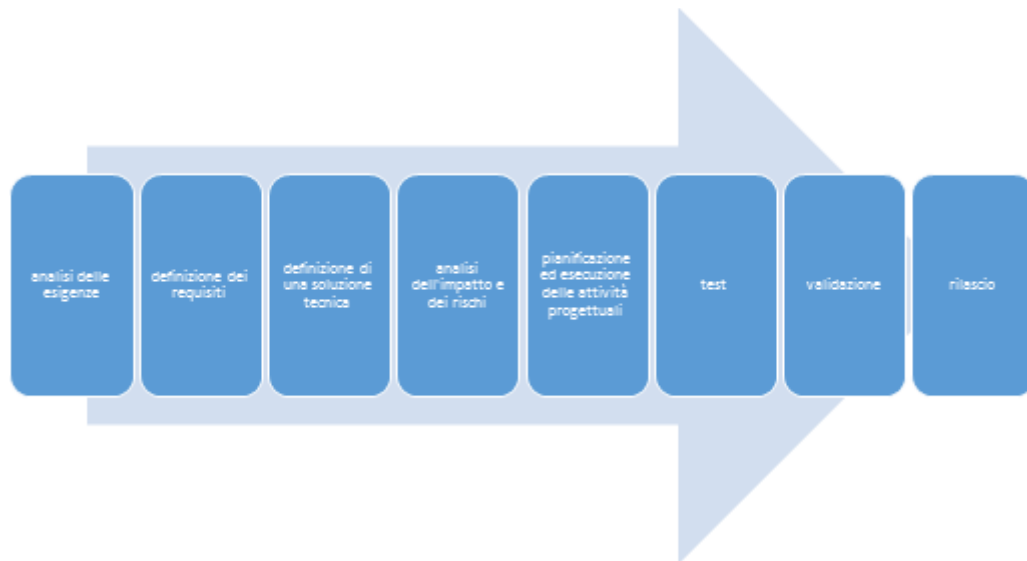 analisi delle
esigenze
definizione dei
requisiti
definizione di
una soluzione
tecnica
analisi
dell'impatto e
dei rischi
pianificazione
ed esecuzione
delle attività
progettuali
test
validazione
rilascio